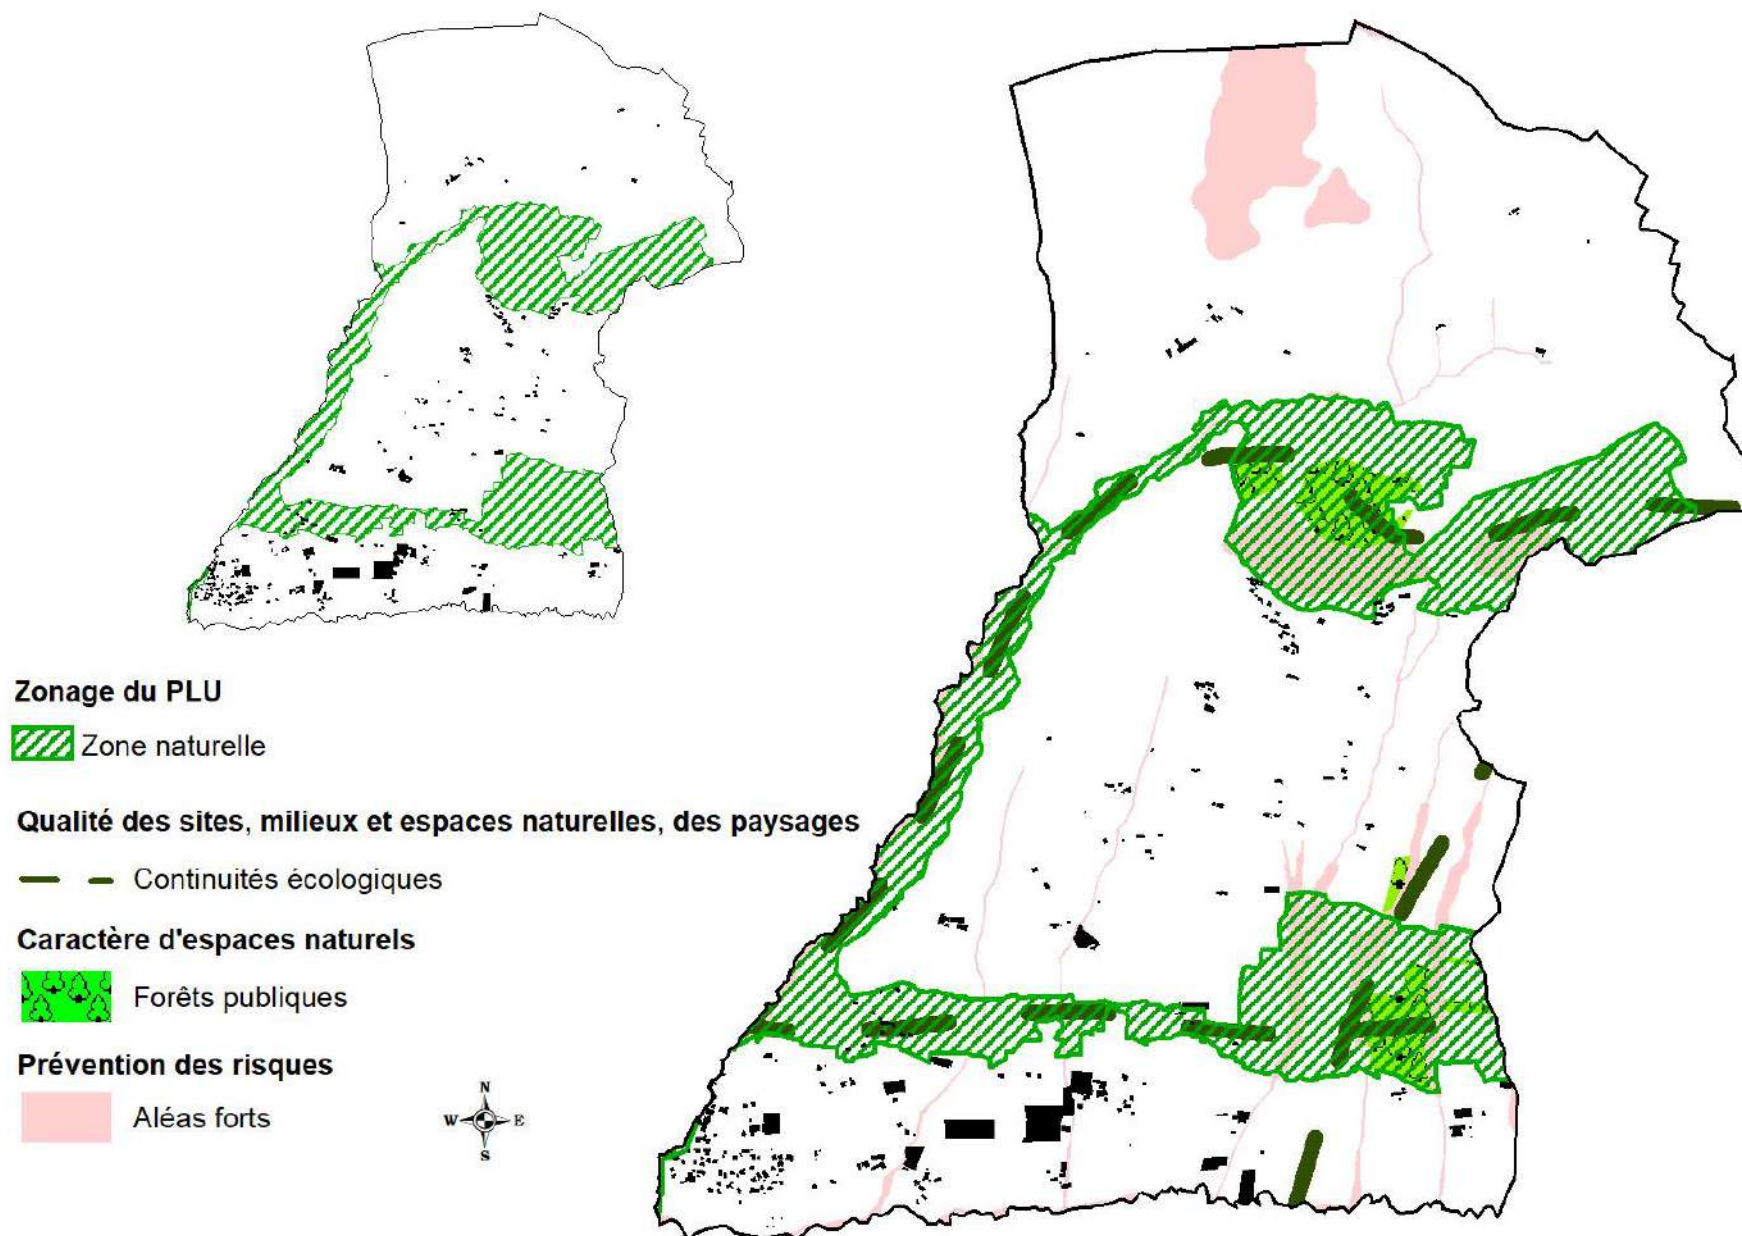 Zonage du PLU
Zone naturelle
Qualité des sites, milieux et espaces naturelles, des paysages
Continuités écologiques
Caractère d'espaces naturels
Forêts publiques
Prévention des risques
Aléas forts
N
W E
S